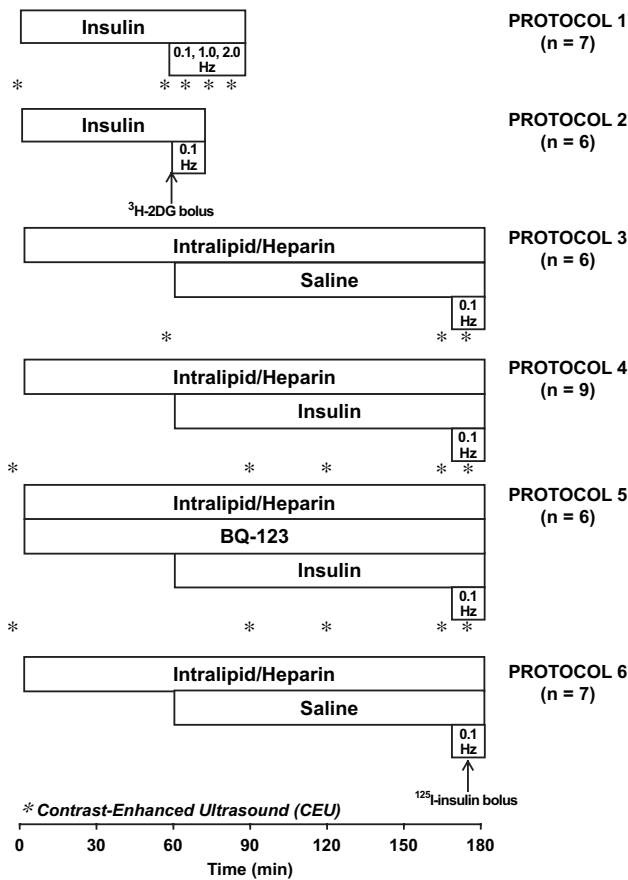 Insulin
PROTOCOL 1
(n = 7)
0.1, 1.0, 2.0
Hz
* * * * *
Insulin
PROTOCOL 2
(n = 6)
0.1
Hz
³H-2DG bolus
Intralipid/Heparin
PROTOCOL 3
(n = 6)
Saline
0.1
Hz
* * *
Intralipid/Heparin
PROTOCOL 4
(n = 9)
Insulin
0.1
Hz
* * * * *
Intralipid/Heparin
PROTOCOL 5
(n = 6)
BQ-123
Insulin
0.1
Hz
* * * * *
Intralipid/Heparin
PROTOCOL 6
(n = 7)
Saline
0.1
Hz
¹²⁵I-insulin bolus
* Contrast-Enhanced Ultrasound (CEU)
0 30 60 90 120 150 180
Time (min)